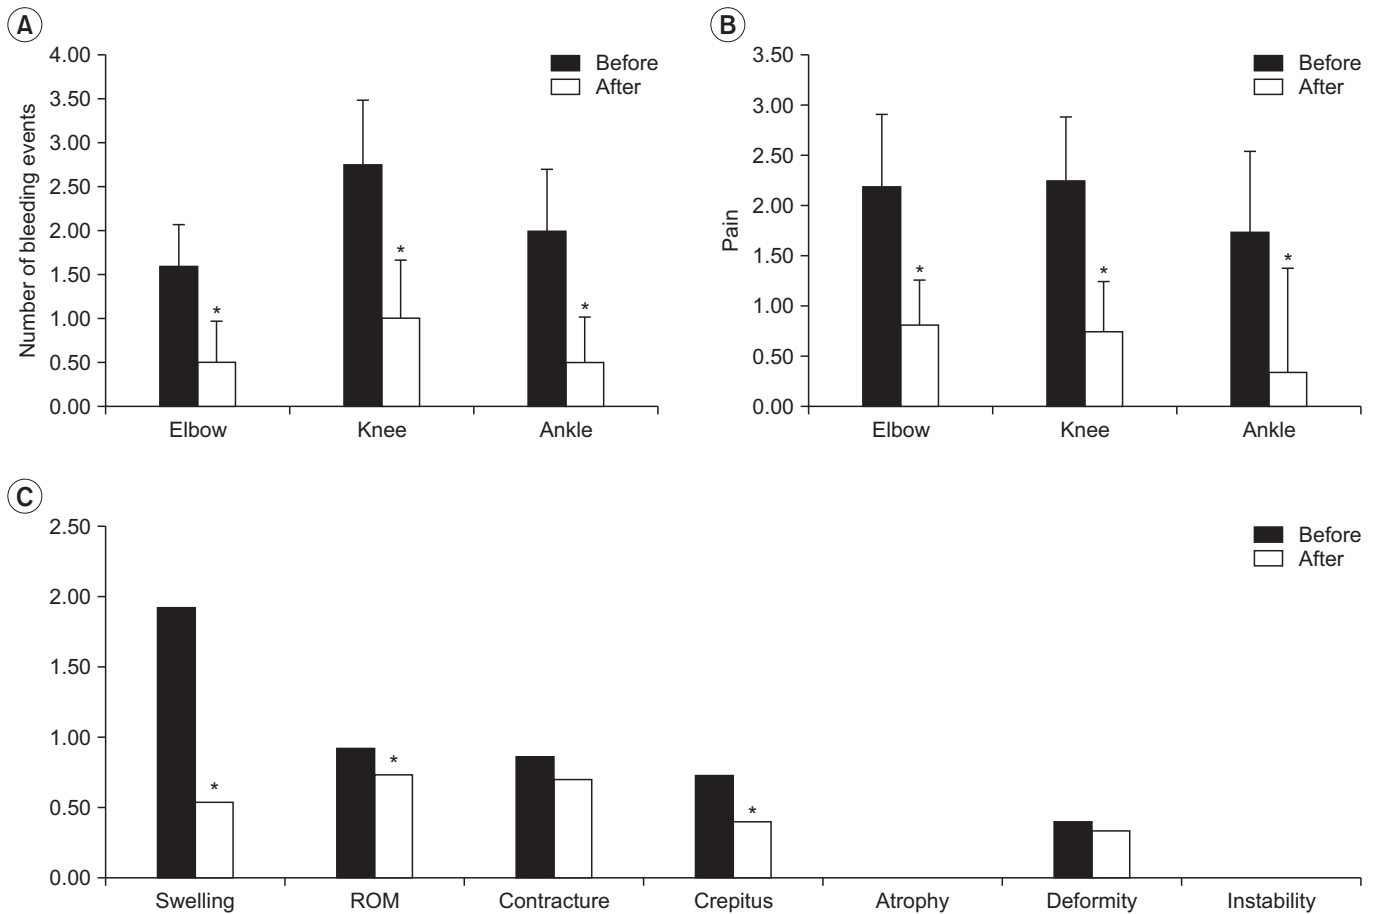 A
Number of bleeding events
4.00
3.50
3.00
2.50
2.00
1.50
1.00
0.50
0.00
Before
After
*
*
*
Elbow Knee Ankle
B
Pain
3.50
3.00
2.50
2.00
1.50
1.00
0.50
0.00
Before
After
*
*
*
Elbow Knee Ankle
C
2.50
2.00
1.50
1.00
0.50
0.00
Before
After
*
*
*
Swelling ROM Contracture Crepitus Atrophy Deformity Instability